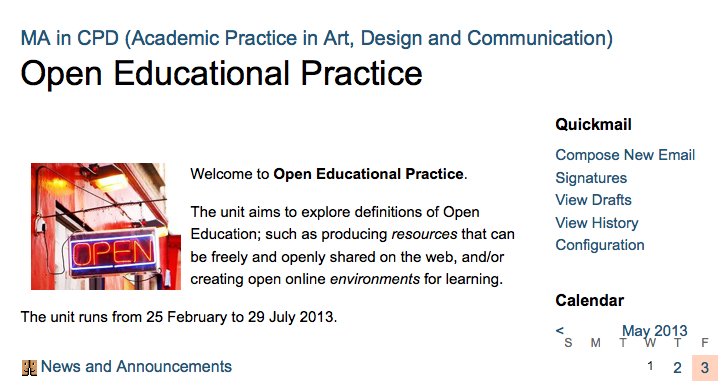 MA in CPD (Academic Practice in Art, Design and Communication)
Open Educational Practice
OPEN
Welcome to Open Educational Practice.
The unit aims to explore definitions of Open
Education; such as producing resources that can
be freely and openly shared on the web, and/or
creating open online environments for learning.
The unit runs from 25 February to 29 July 2013.
News and Announcements
Quickmail
Compose New Email
Signatures
View Drafts
View History
Configuration
Calendar
< May 2013
S M T W T F
1 2 3